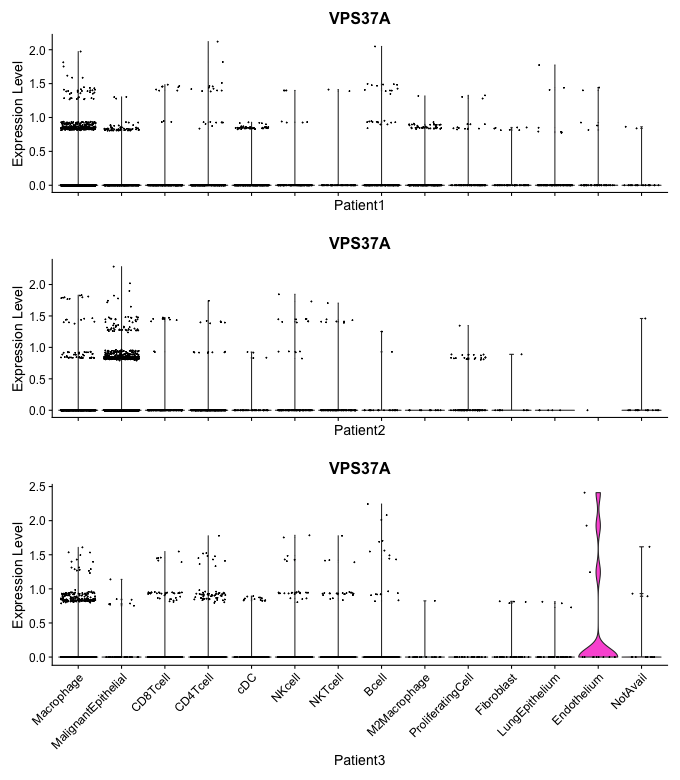 VPS37A
Expression Level
2.0
1.5
1.0
0.5
0.0
Patient1
VPS37A
Expression Level
2.0
1.5
1.0
0.5
0.0
Patient2
VPS37A
Expression Level
2.5
2.0
1.5
1.0
0.5
0.0
Macrophage
MalignantEpithelial
CD8Tcell
CD4Tcell
cDC
NKcell
NKTcell
Bcell
M2Macrophage
ProliferatingCell
Fibroblast
LungEpithelium
Endothelium
NotAvail
Patient3